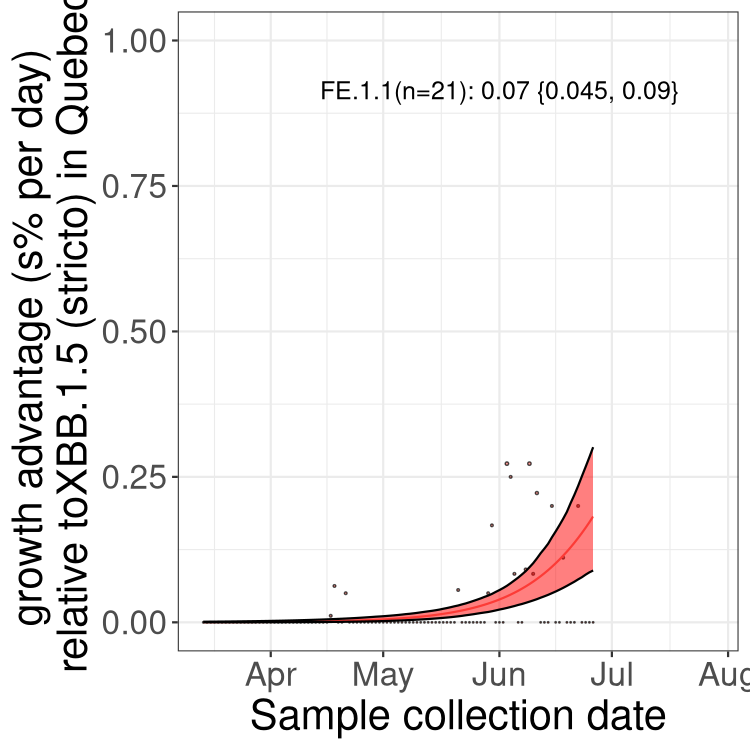 growth advantage (s% per day)
relative toXBB.1.5 (stricto) in Quebec
1.00
0.75
0.50
0.25
0.00
FE.1.1(n=21): 0.07 {0.045, 0.09}
Apr May Jun Jul Aug
Sample collection date